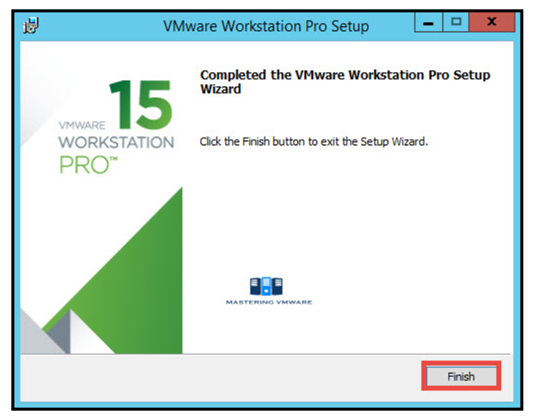 VMware Workstation Pro Setup
Completed the VMware Workstation Pro Setup
Wizard
15
VMWARE
WORKSTATION
PRO™
Click the Finish button to exit the Setup Wizard.
MASTERING VMWARE
Finish